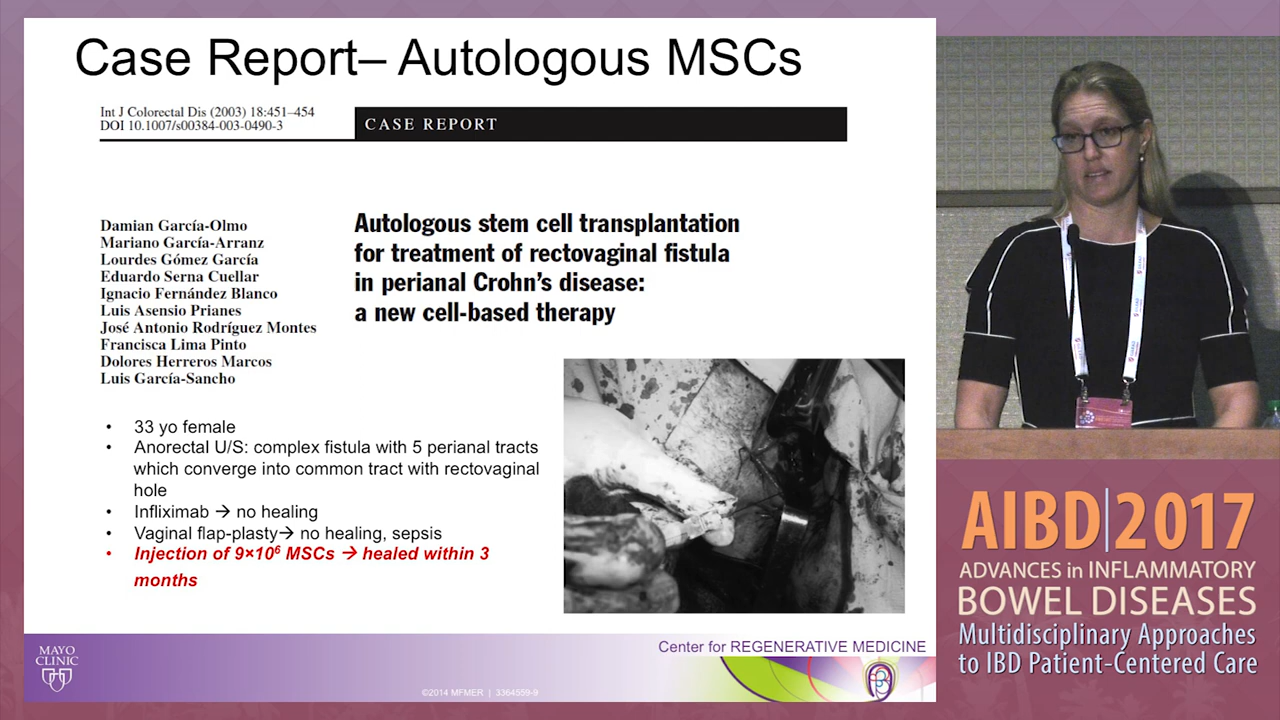 Case Report– Autologous MSCs
Int J Colorectal Dis (2003) 18:451–454
DOI 10.1007/s00384-003-0490-3
CASE REPORT
Damian García-Olmo
Mariano García-Arranz
Lourdes Gómez García
Eduardo Serna Cuellar
Ignacio Fernández Blanco
Luis Asensio Prianes
José Antonio Rodríguez Montes
Francisca Lima Pinto
Dolores Herreros Marcos
Luis García-Sancho
Autologous stem cell transplantation
for treatment of rectovaginal fistula
in perianal Crohn’s disease:
a new cell-based therapy
• 33 yo female
• Anorectal U/S: complex fistula with 5 perianal tracts
which converge into common tract with rectovaginal
hole
• Infliximab → no healing
• Vaginal flap-plasty→ no healing, sepsis
• Injection of 9×10⁶ MSCs → healed within 3
months
MAYO
CLINIC
Center for REGENERATIVE MEDICINE
©2014 MFMER | 3364559-9
AIBD|2017
ADVANCES in INFLAMMATORY
BOWEL DISEASES
Multidisciplinary Approaches
to IBD Patient-Centered Care